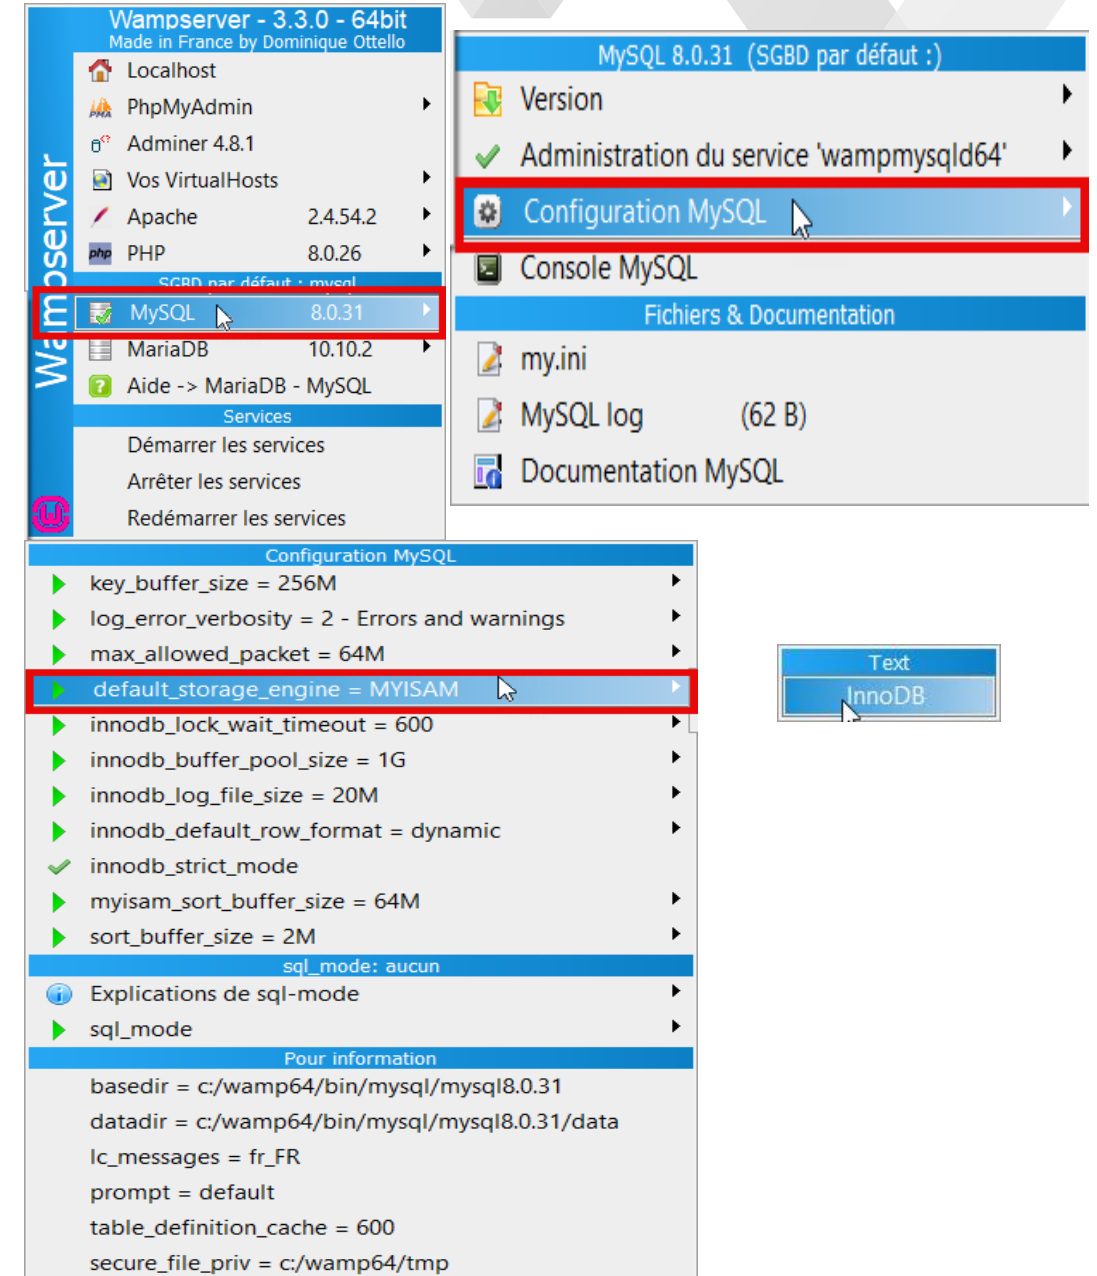 Wampserver - 3.3.0 - 64bit
Made in France by Dominique Ottello
Wampserver
Localhost
PhpMyAdmin
Adminer 4.8.1
Vos VirtualHosts
Apache 2.4.54.2
php PHP 8.0.26
SGBD par défaut : mysql
MySQL 8.0.31
MariaDB 10.10.2
Aide -> MariaDB - MySQL
Services
Démarrer les services
Arrêter les services
Redémarrer les services
MySQL 8.0.31 (SGBD par défaut :)
Version
Administration du service 'wampmysqld64'
Configuration MySQL
Console MySQL
Fichiers & Documentation
my.ini
MySQL log (62 B)
Documentation MySQL
Configuration MySQL
key_buffer_size = 256M
log_error_verbosity = 2 - Errors and warnings
max_allowed_packet = 64M
default_storage_engine = MYISAM
innodb_lock_wait_timeout = 600
innodb_buffer_pool_size = 1G
innodb_log_file_size = 20M
innodb_default_row_format = dynamic
innodb_strict_mode
myisam_sort_buffer_size = 64M
sort_buffer_size = 2M
sql_mode: aucun
Explications de sql-mode
sql_mode
Pour information
basedir = c:/wamp64/bin/mysql/mysql8.0.31
datadir = c:/wamp64/bin/mysql/mysql8.0.31/data
lc_messages = fr_FR
prompt = default
table_definition_cache = 600
secure_file_priv = c:/wamp64/tmp
Text
InnoDB